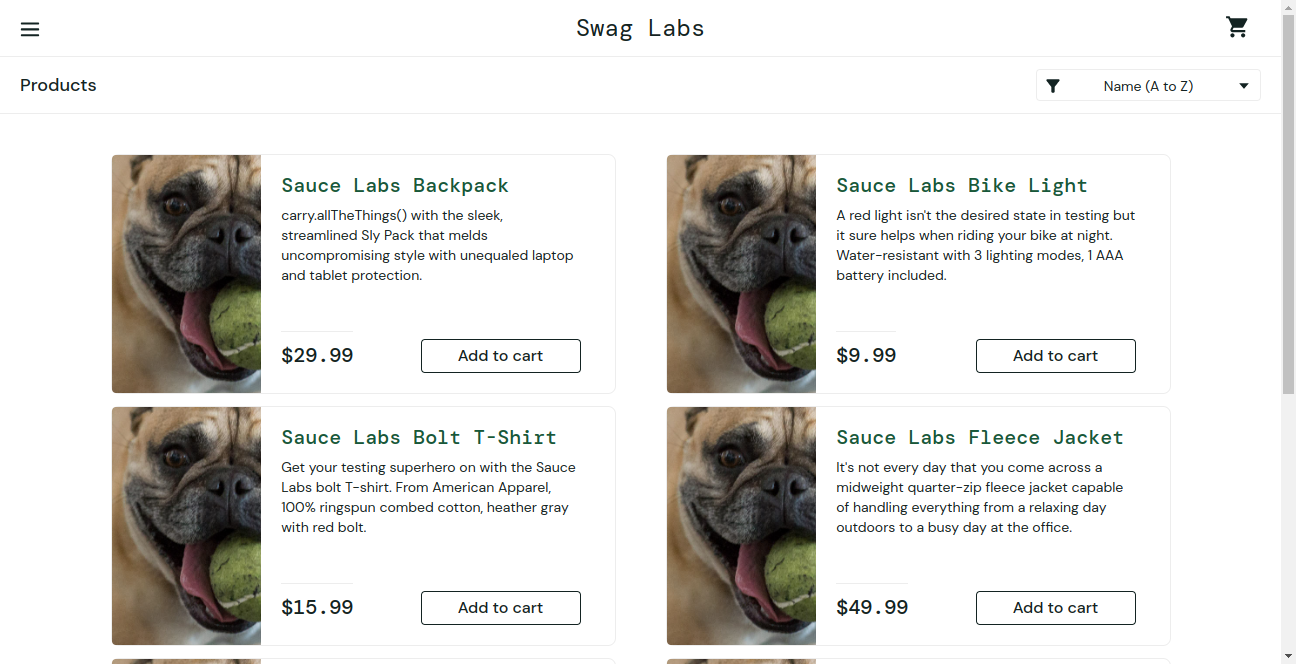 Swag Labs
Products
Name (A to Z)
Sauce Labs Backpack
carry.allTheThings() with the sleek,
streamlined Sly Pack that melds
uncompromising style with unequaled laptop
and tablet protection.
$29.99
Add to cart
Sauce Labs Bike Light
A red light isn't the desired state in testing but
it sure helps when riding your bike at night.
Water-resistant with 3 lighting modes, 1 AAA
battery included.
$9.99
Add to cart
Sauce Labs Bolt T-Shirt
Get your testing superhero on with the Sauce
Labs bolt T-shirt. From American Apparel,
100% ringspun combed cotton, heather gray
with red bolt.
$15.99
Add to cart
Sauce Labs Fleece Jacket
It's not every day that you come across a
midweight quarter-zip fleece jacket capable
of handling everything from a relaxing day
outdoors to a busy day at the office.
$49.99
Add to cart